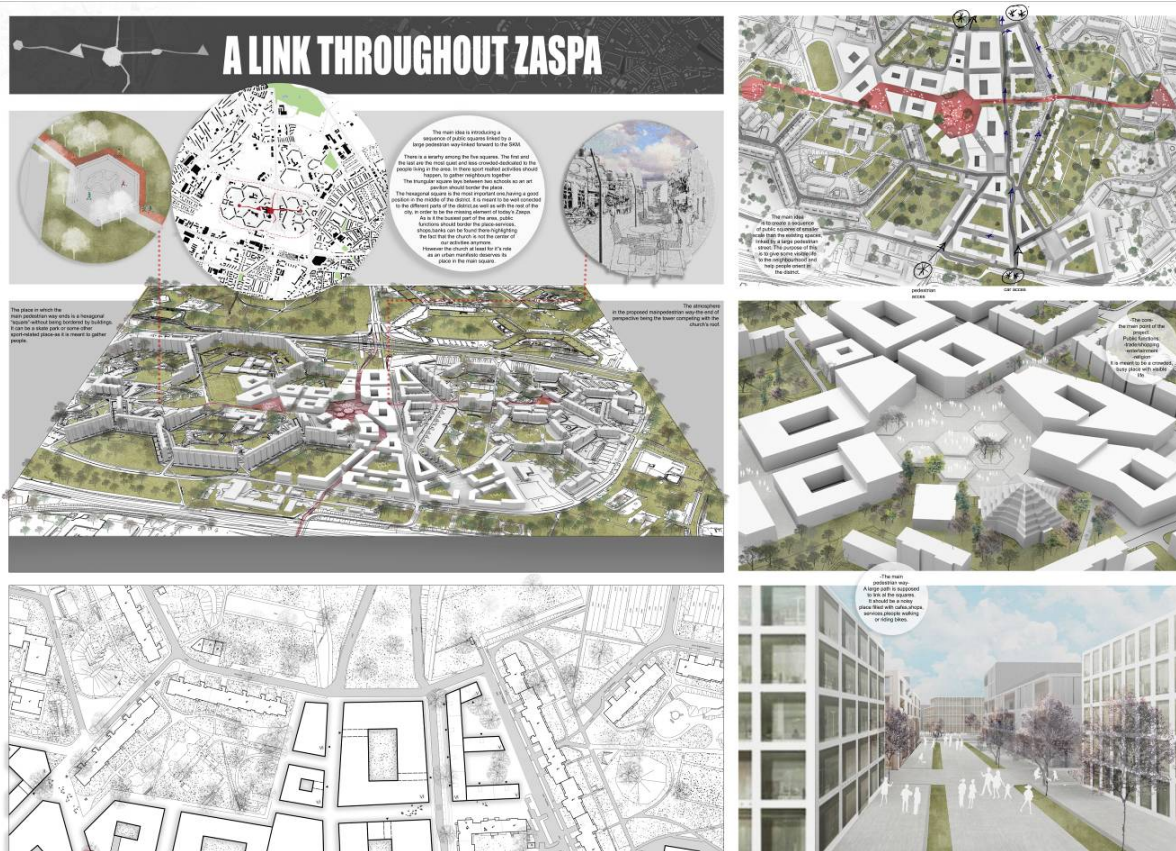 A LINK THROUGHOUT ZASPA
The main idea is introducing a
sequence of public squares linked by a
large pedestrian way-linked forward to the SKM.
There is a
among the five squares. The first and
the last are the most quiet and less crowded-dedicated to the
people living in the area. In there sport realted activities should
happen, to gather neighbours together
The triangular square lays between two schools so an art
pavilion should border the place.
The hexagonal square is the most important one,having a good
position in the middle of the district. It is meant to be well conected
to the different parts of the district,as well as with the rest of the
city, in order to be the missing element of today's Zaspa.
As is it the busiest part of the area, public
functions should border the place-services,
shops,banks can be found there-highlighting
the fact that the church is not the center of
our activities anymore.
However the church at least for it's role
as an urban manifesto deserves its
place in the main square.
The place in which the
main pedestrian way ends is a hexagonal
"square"-without being bordered by buildings.
It can be a skate park or some other
sport-related place-as it is meant to gather
people.
The atmosphere
in the proposed mainpedestrian way-the end of
perspective being the tower competing with the
church's roof.
The main idea
is to create a sequence
of public squares of smaller
scale than the existing spaces,
linked by a large pedestrian
street. The purpose of this
is to give some visible life
to the neighbourhood and
help people orient in
the district.
pedestrian
acces
car acces
-The core-
the main point of the
project.
Public functions:
-trade/shopping
-entertainment
-religion
It is meant to be a crowded,
busy place with visible
life.
-The main
pedestrian way-
A large path is supposed
to link all the squares.
It should be a noisy
place filled with cafes,shops,
services,people walking
or riding bikes.